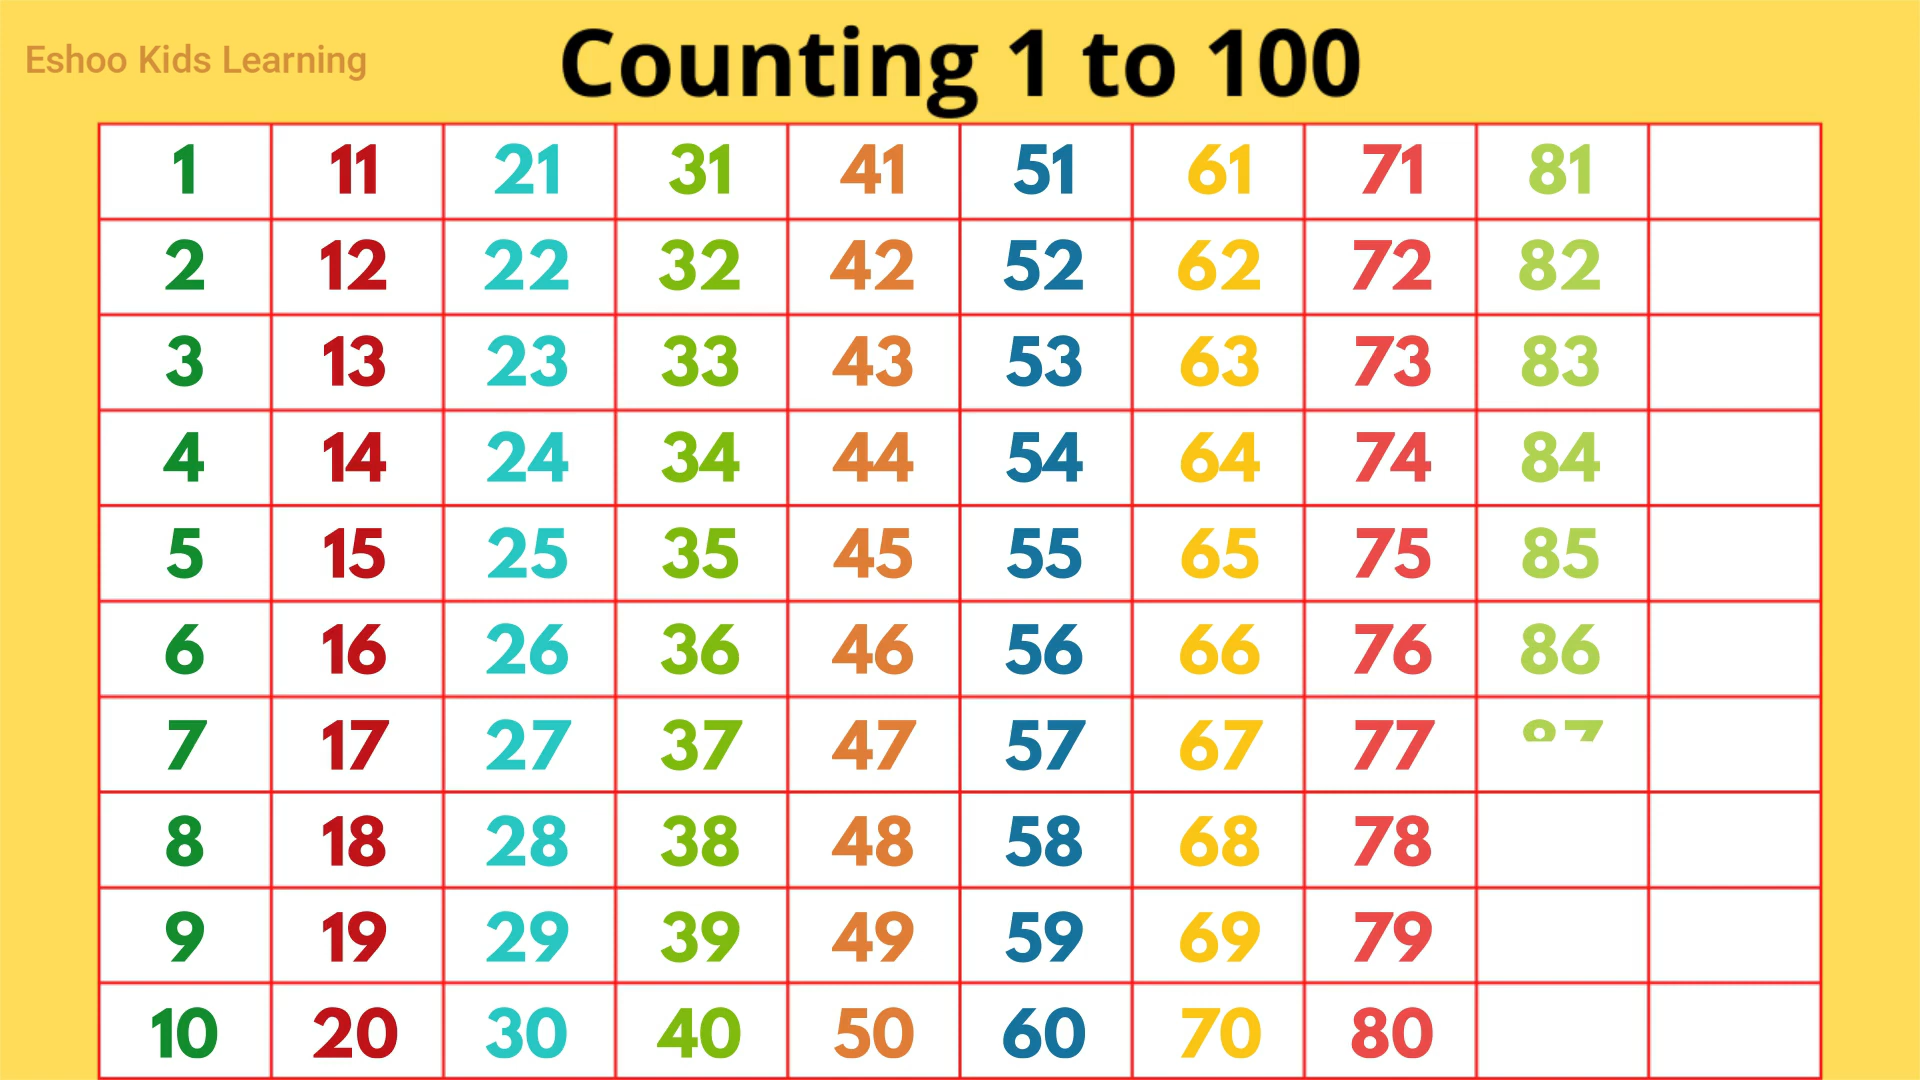 Eshoo Kids Learning
Counting 1 to 100
1 11 21 31 41 51 61 71 81
2 12 22 32 42 52 62 72 82
3 13 23 33 43 53 63 73 83
4 14 24 34 44 54 64 74 84
5 15 25 35 45 55 65 75 85
6 16 26 36 46 56 66 76 86
7 17 27 37 47 57 67 77 87
8 18 28 38 48 58 68 78
9 19 29 39 49 59 69 79
10 20 30 40 50 60 70 80